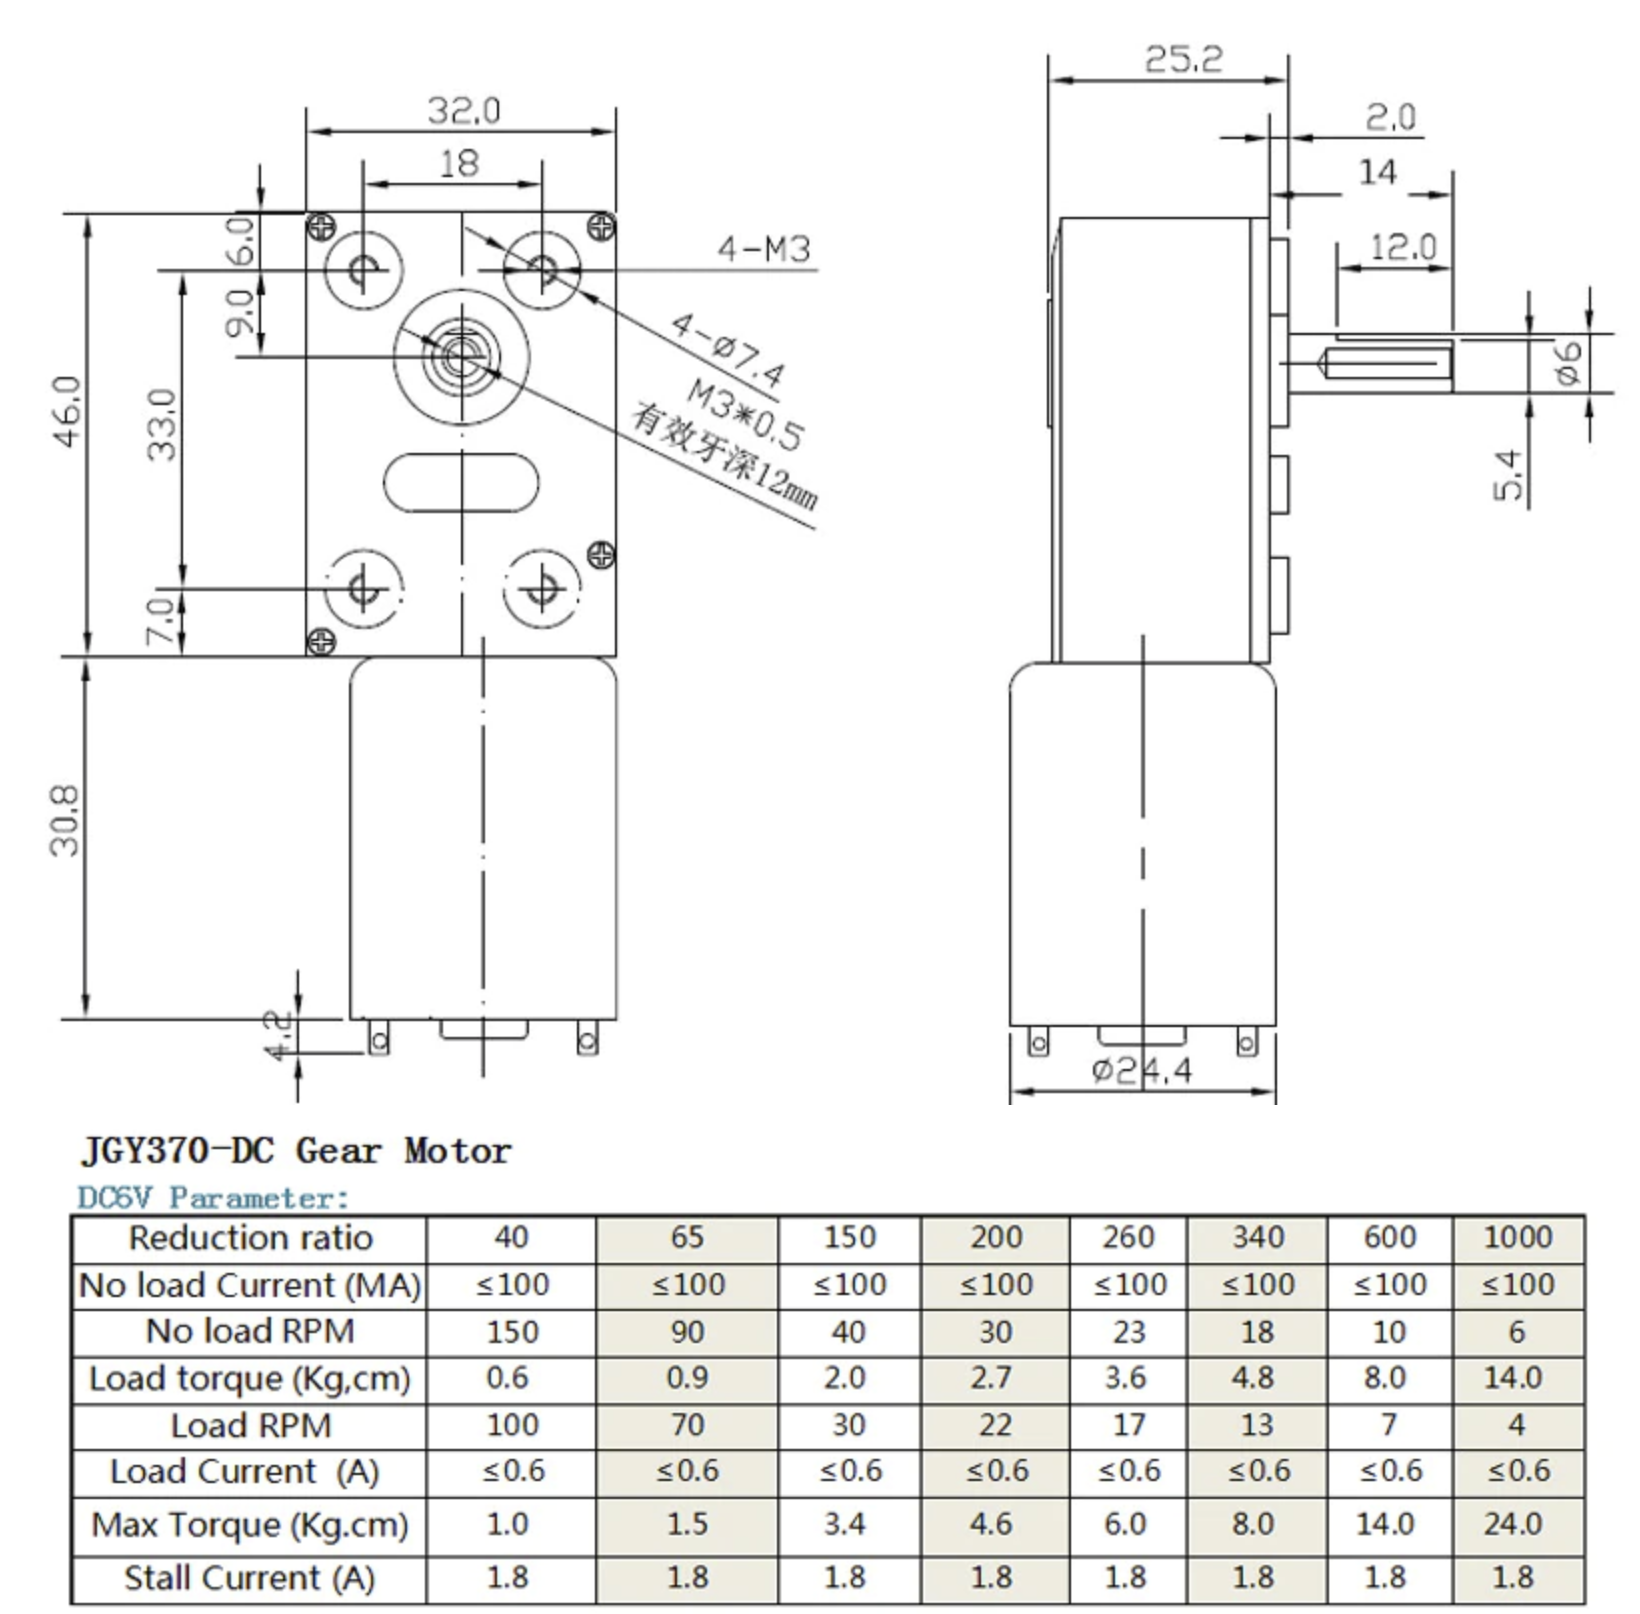 25.2
2.0
14
12.0
ø6
5.4
32.0
18
6.0
9.0
4-M3
4-ø7.4
M3*0.5
有效牙深12mm
46.0
33.0
7.0
30.8
4.2
ø24.4
JGY370-DC Gear Motor
DC6V Parameter:
Reduction ratio 40 65 150 200 260 340 600 1000
No load Current (MA) ≤100 ≤100 ≤100 ≤100 ≤100 ≤100 ≤100 ≤100
No load RPM 150 90 40 30 23 18 10 6
Load torque (Kg,cm) 0.6 0.9 2.0 2.7 3.6 4.8 8.0 14.0
Load RPM 100 70 30 22 17 13 7 4
Load Current (A) ≤0.6 ≤0.6 ≤0.6 ≤0.6 ≤0.6 ≤0.6 ≤0.6 ≤0.6
Max Torque (Kg.cm) 1.0 1.5 3.4 4.6 6.0 8.0 14.0 24.0
Stall Current (A) 1.8 1.8 1.8 1.8 1.8 1.8 1.8 1.8